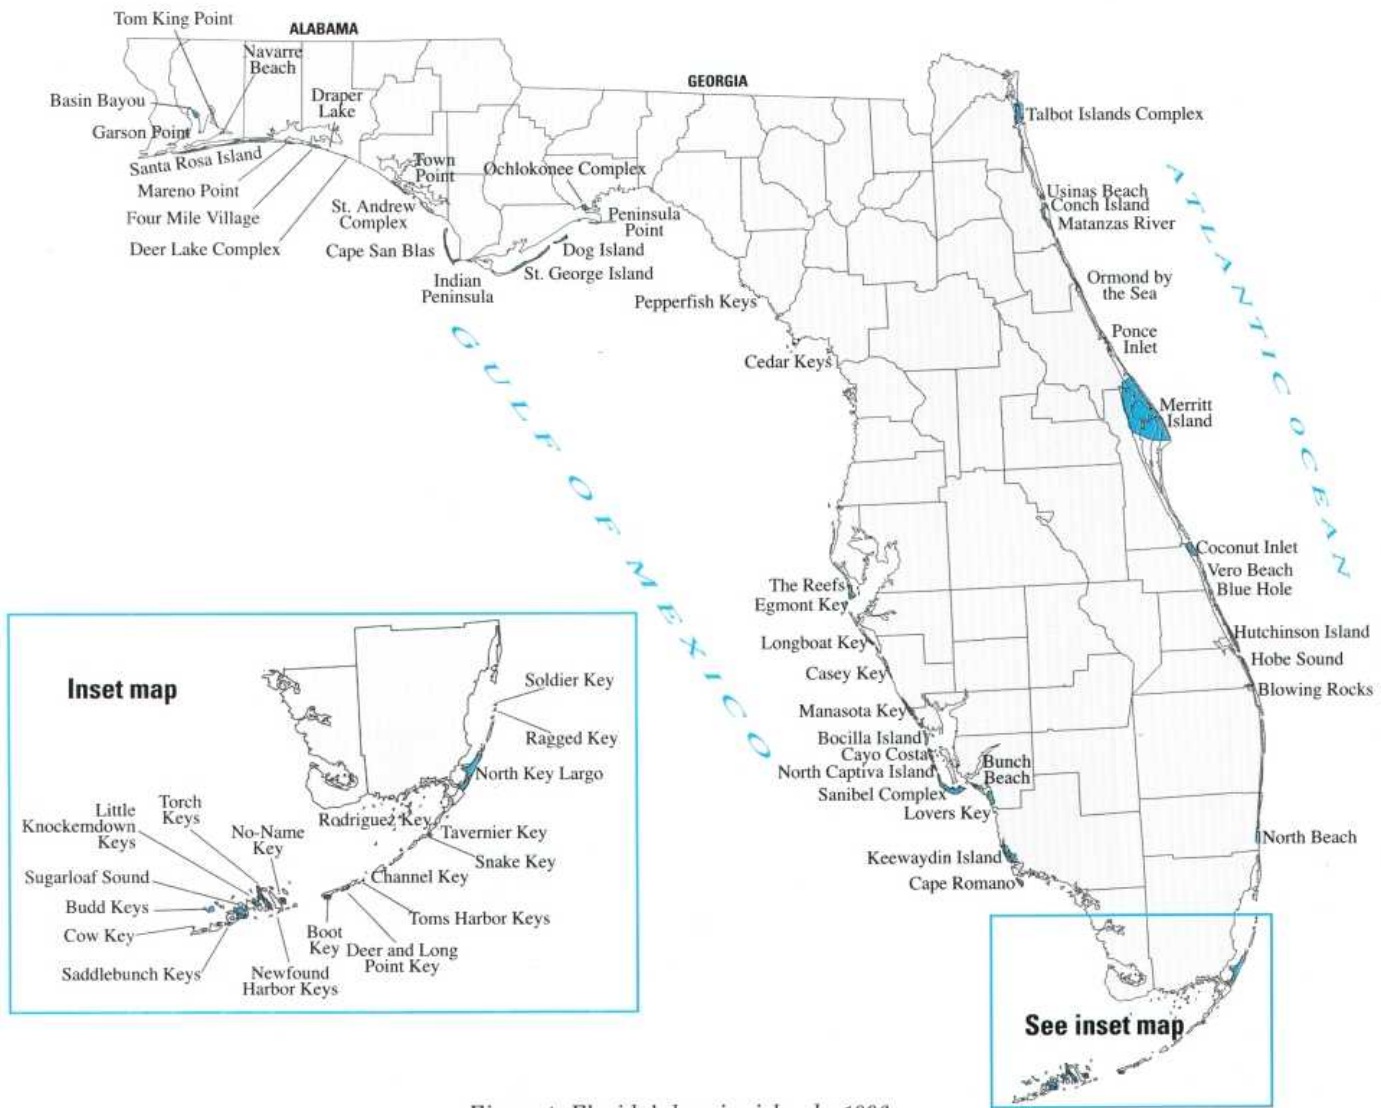 Tom King Point
ALABAMA
Navarre
Beach
Basin Bayou
Draper
Lake
Garson Point
Santa Rosa Island
Mareno Point
Four Mile Village
Deer Lake Complex
Town
Point
St. Andrew
Complex
Cape San Blas
Indian
Peninsula
Ochlokonee Complex
Peninsula
Point
Dog Island
St. George Island
GEORGIA
Pepperfish Keys
Cedar Keys
Talbot Islands Complex
Usinas Beach
Conch Island
Matanzas River
Ormond by
the Sea
Ponce
Inlet
Merritt
Island
ATLANTIC OCEAN
GULF OF MEXICO
Coconut Inlet
Vero Beach
Blue Hole
Hutchinson Island
Hobe Sound
Blowing Rocks
North Beach
The Reefs
Egmont Key
Longboat Key
Casey Key
Manasota Key
Bocilla Island
Cayo Costa
North Captiva Island
Sanibel Complex
Bunch
Beach
Lovers Key
Keewaydin Island
Cape Romano
See inset map
Inset map
Soldier Key
Ragged Key
North Key Largo
Rodriguez Key
Tavernier Key
Snake Key
Channel Key
Toms Harbor Keys
Deer and Long
Point Key
Boot
Key
Little
Knockemdown
Keys
Torch
Keys
No-Name
Key
Sugarloaf Sound
Budd Keys
Cow Key
Saddlebunch Keys
Newfound
Harbor Keys